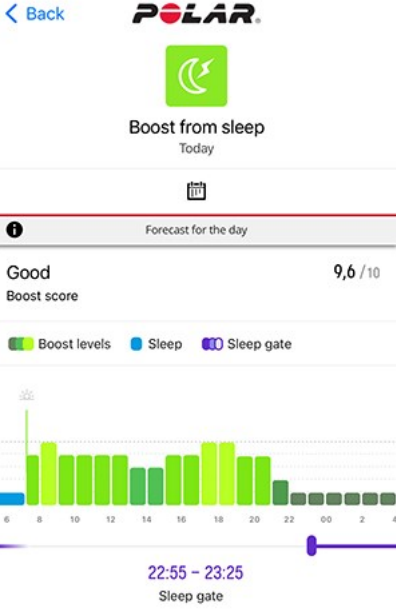 Back
POLAR
Boost from sleep
Today
Forecast for the day
Good
9,6 /10
Boost score
Boost levels Sleep Sleep gate
6 8 10 12 14 16 18 20 22 00 2 4
22:55 – 23:25
Sleep gate